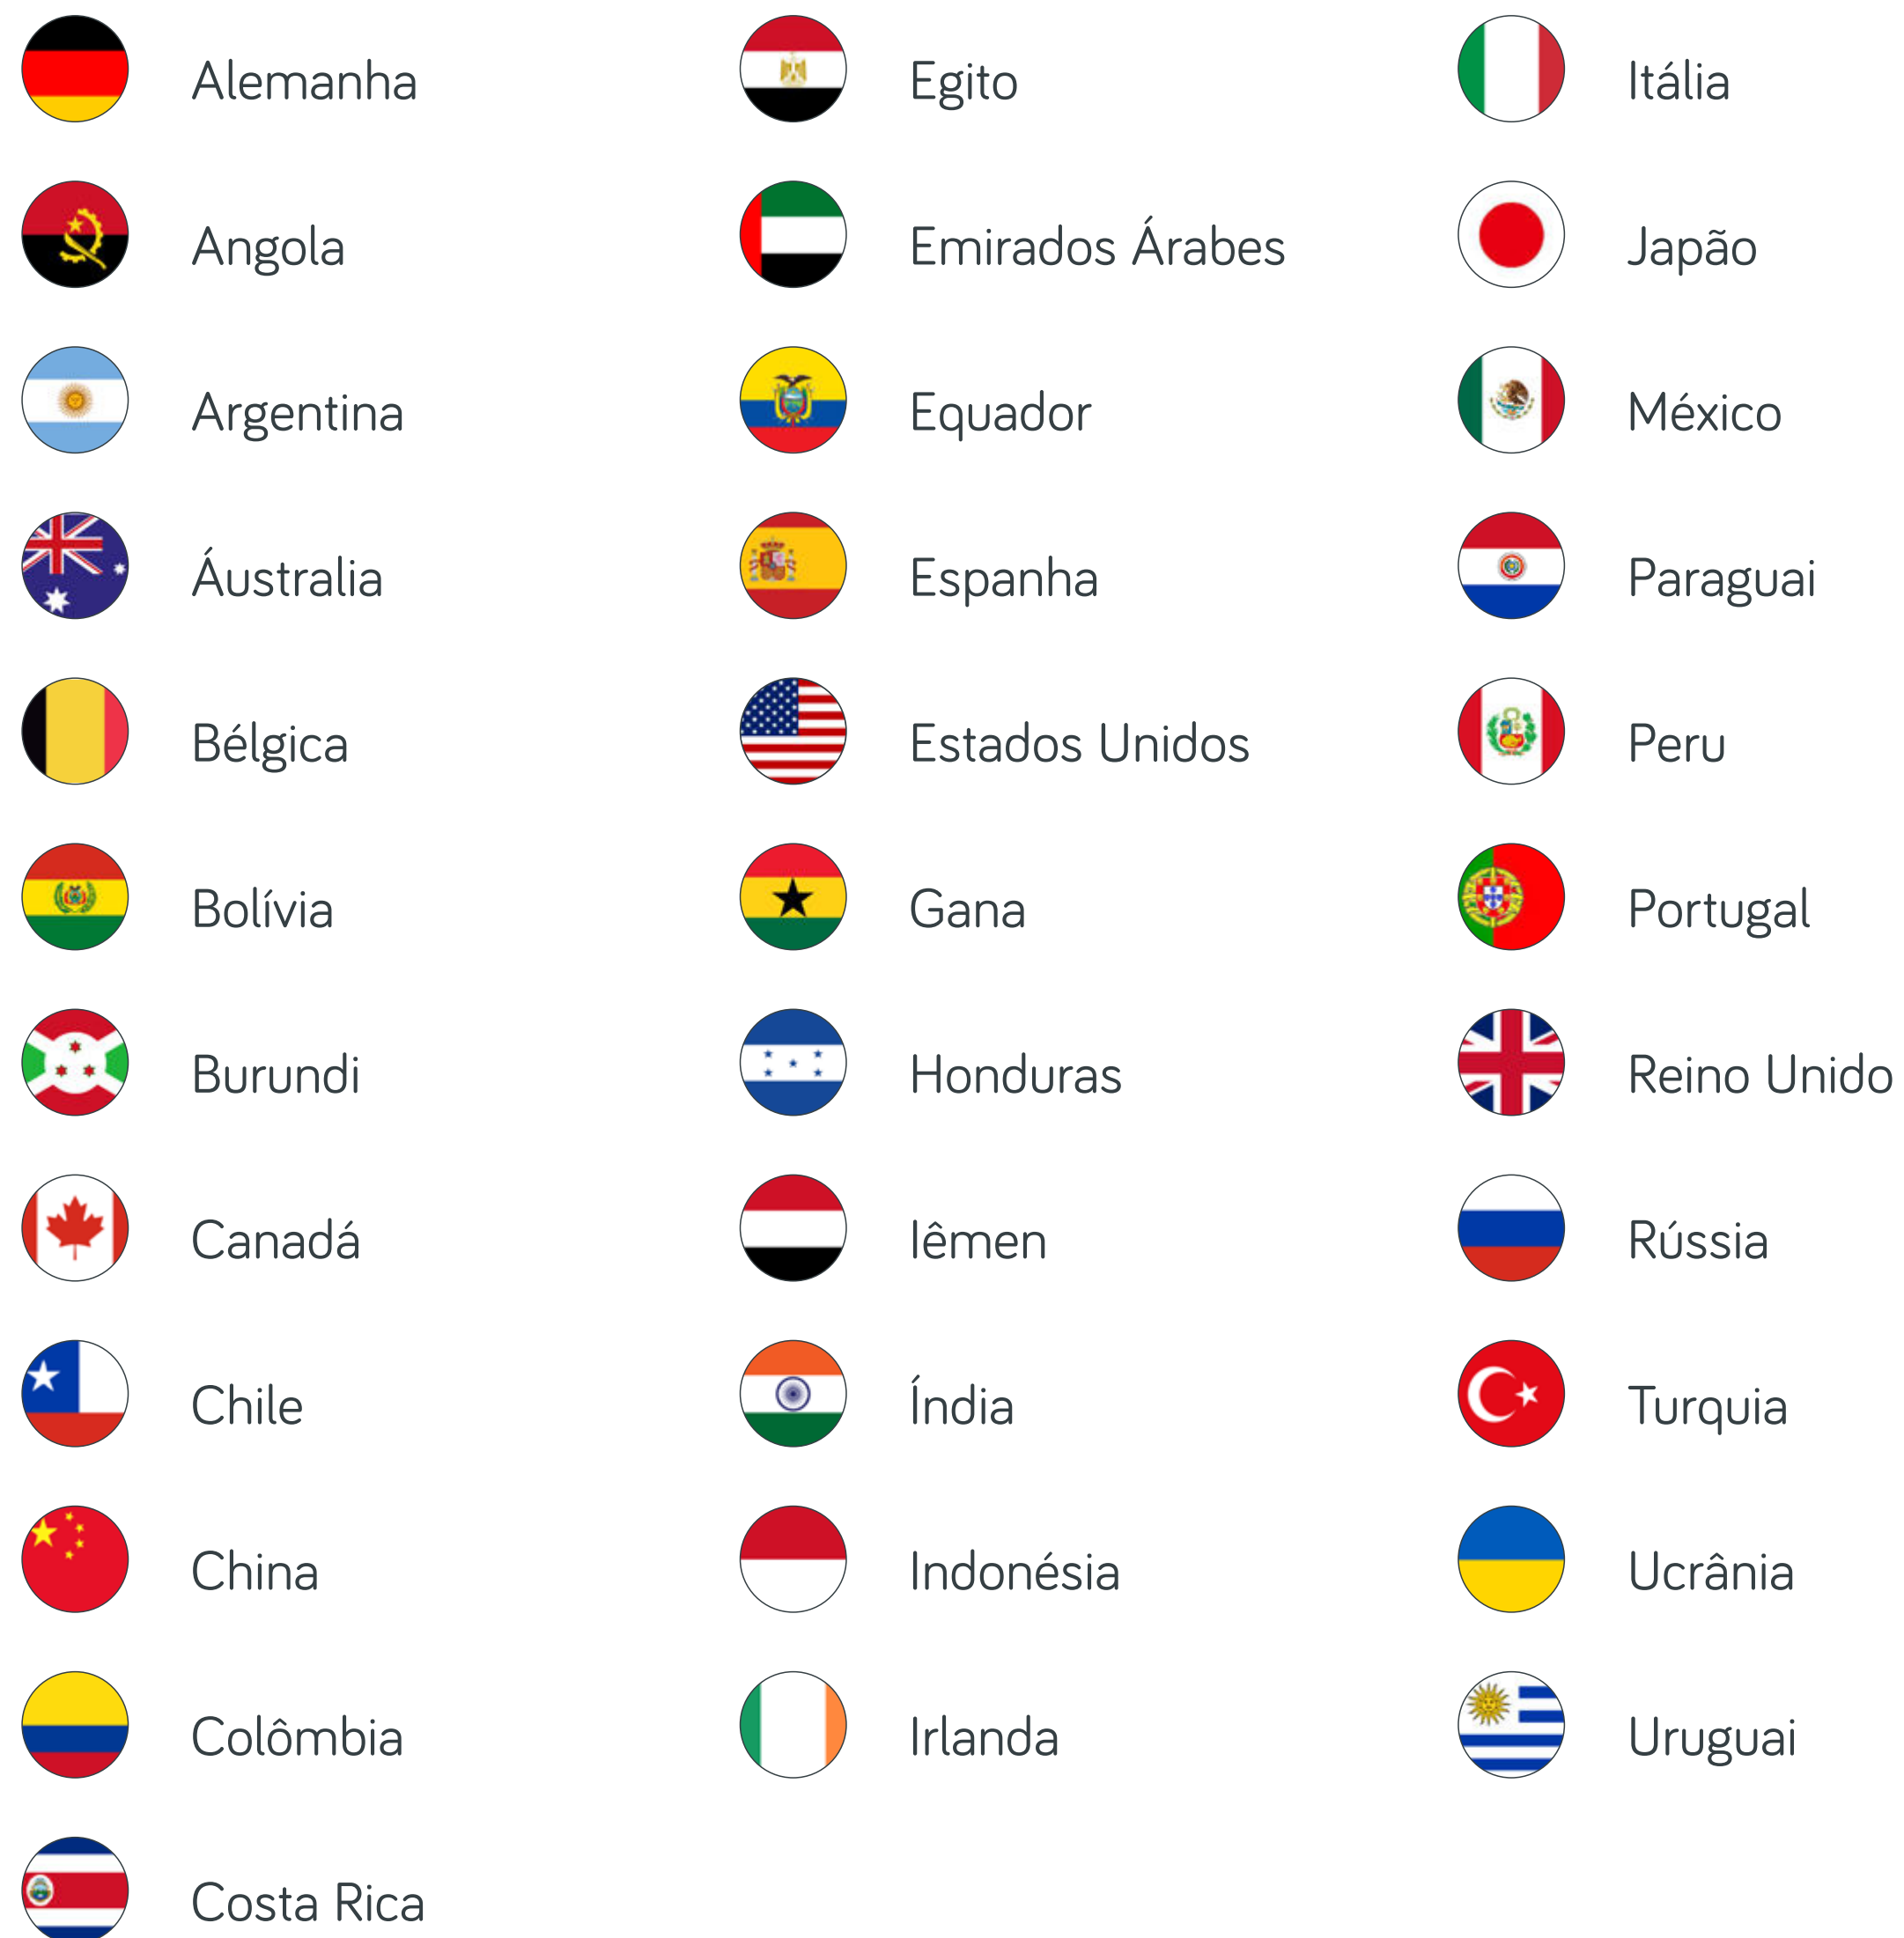 Alemanha
Angola
Argentina
Áustralia
Bélgica
Bolívia
Burundi
Canadá
Chile
China
Colômbia
Costa Rica
Egito
Emirados Árabes
Equador
Espanha
Estados Unidos
Gana
Honduras
Iêmen
Índia
Indonésia
Irlanda
Itália
Japão
México
Paraguai
Peru
Portugal
Reino Unido
Rússia
Turquia
Ucrânia
Uruguai